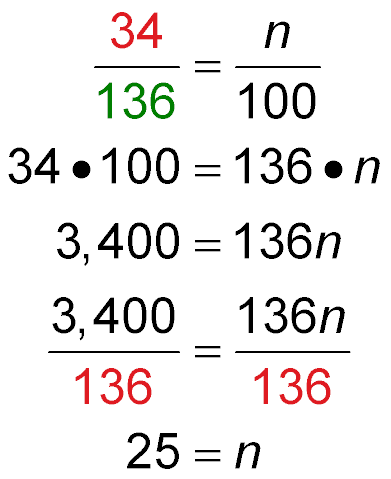 34/136 = n/100
34 • 100 = 136 • n
3,400 = 136n
3,400/136 = 136n/136
25 = n